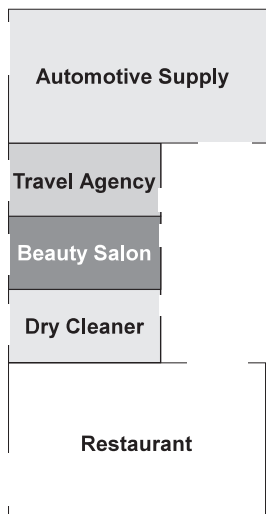 Automotive Supply
Travel Agency
Beauty Salon
Dry Cleaner
Restaurant